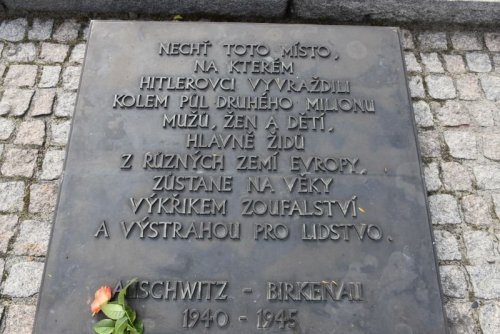 NECHŤ TOTO MÍSTO,
NA KTERÉM
HITLEROVCI VYVRAŽDILI
KOLEM PŮL DRUHÉHO MILIONU
MUŽŮ, ŽEN A DĚTÍ,
HLAVNĚ ŽIDŮ
Z RŮZNÝCH ZEMÍ EVROPY,
ZŮSTANE NA VĚKY
VÝKŘIKEM ZOUFALSTVÍ
A VÝSTRAHOU PRO LIDSTVO.
AUSCHWITZ - BIRKENAU
1940 - 1945